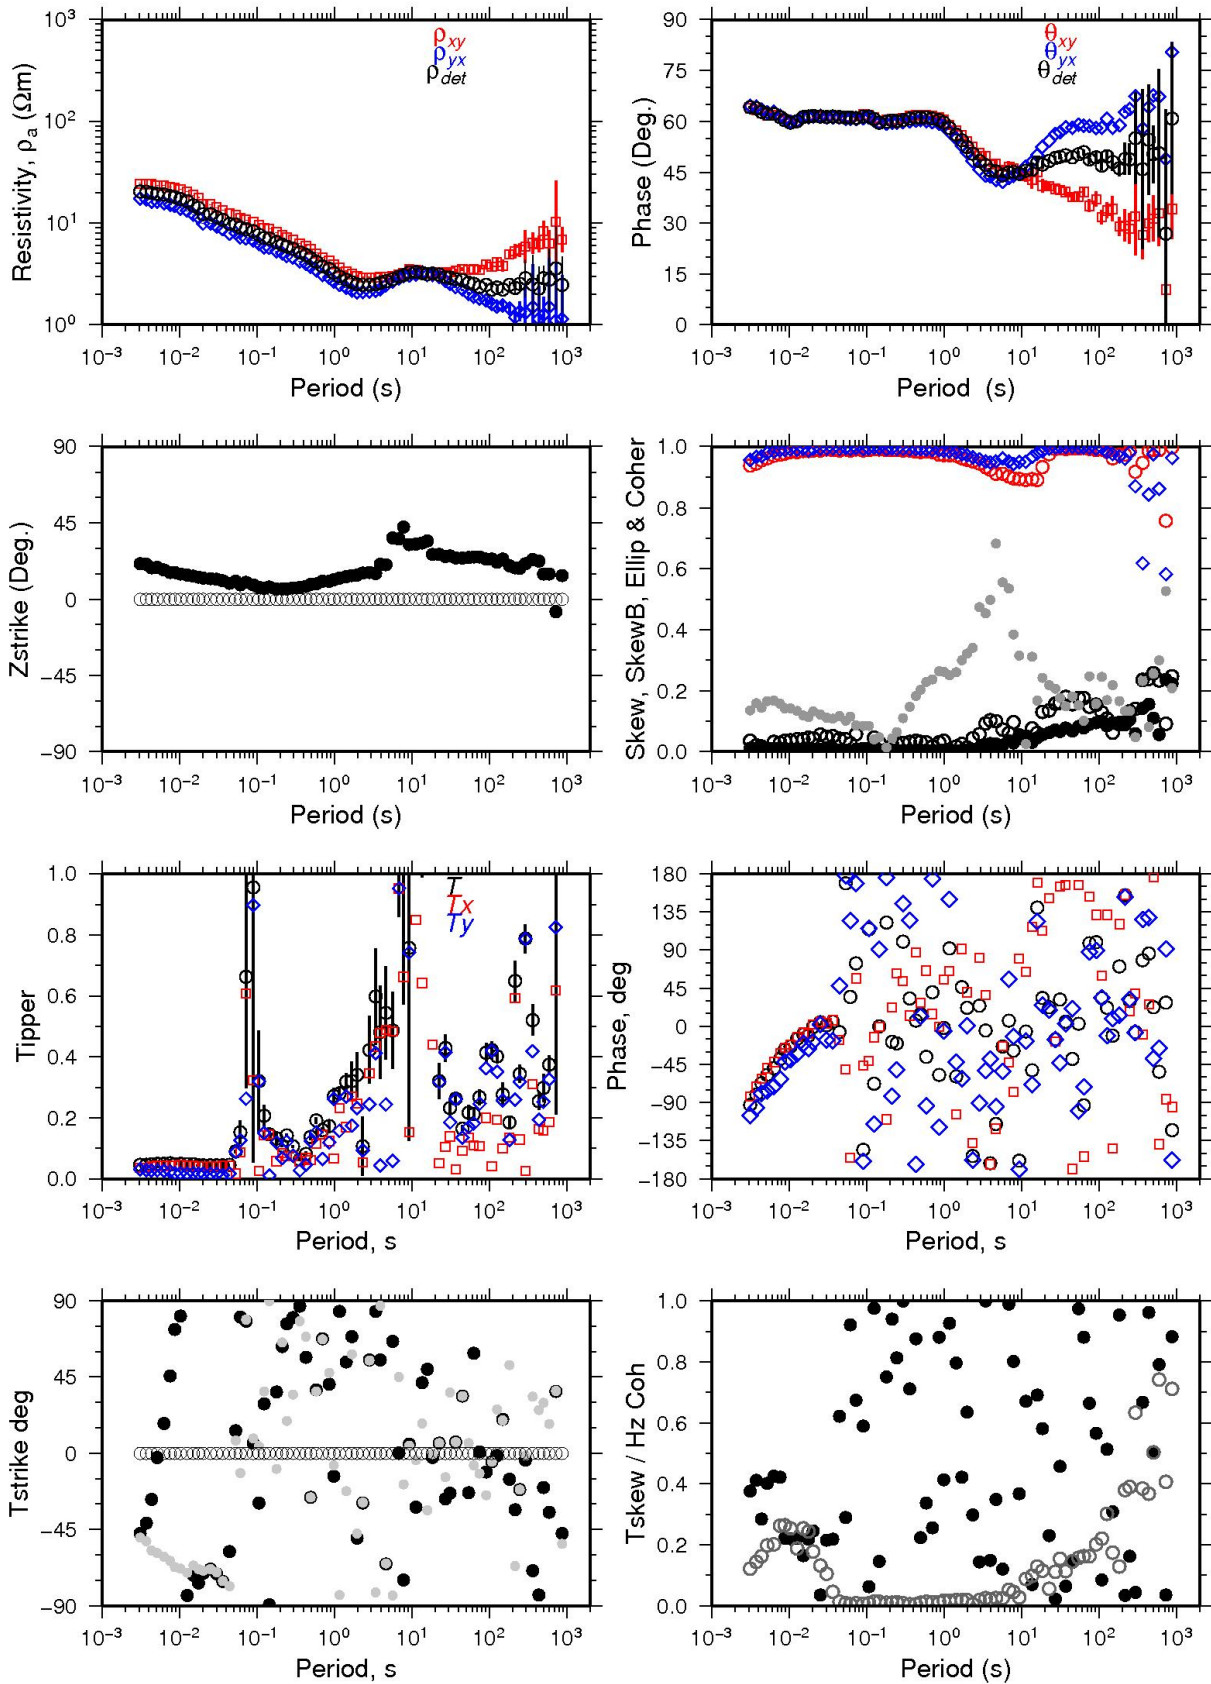 10³
10²
10¹
10⁰
Resistivity, ρₐ (Ωm)
ρxy
ρyx
ρdet
10⁻³ 10⁻² 10⁻¹ 10⁰ 10¹ 10² 10³
Period (s)
90
75
60
45
30
15
0
Phase (Deg.)
θxy
θyx
θdet
10⁻³ 10⁻² 10⁻¹ 10⁰ 10¹ 10² 10³
Period (s)
90
45
0
−45
−90
Zstrike (Deg.)
10⁻³ 10⁻² 10⁻¹ 10⁰ 10¹ 10² 10³
Period (s)
1.0
0.8
0.6
0.4
0.2
0.0
Skew, SkewB, Ellip & Coher
10⁻³ 10⁻² 10⁻¹ 10⁰ 10¹ 10² 10³
Period (s)
1.0
0.8
0.6
0.4
0.2
0.0
Tipper
T
Tx
Ty
10⁻³ 10⁻² 10⁻¹ 10⁰ 10¹ 10² 10³
Period, s
180
135
90
45
0
−45
−90
−135
−180
Phase, deg
10⁻³ 10⁻² 10⁻¹ 10⁰ 10¹ 10² 10³
Period, s
90
45
0
−45
−90
Tstrike deg
10⁻³ 10⁻² 10⁻¹ 10⁰ 10¹ 10² 10³
Period, s
1.0
0.8
0.6
0.4
0.2
0.0
Tskew / Hz Coh
10⁻³ 10⁻² 10⁻¹ 10⁰ 10¹ 10² 10³
Period (s)